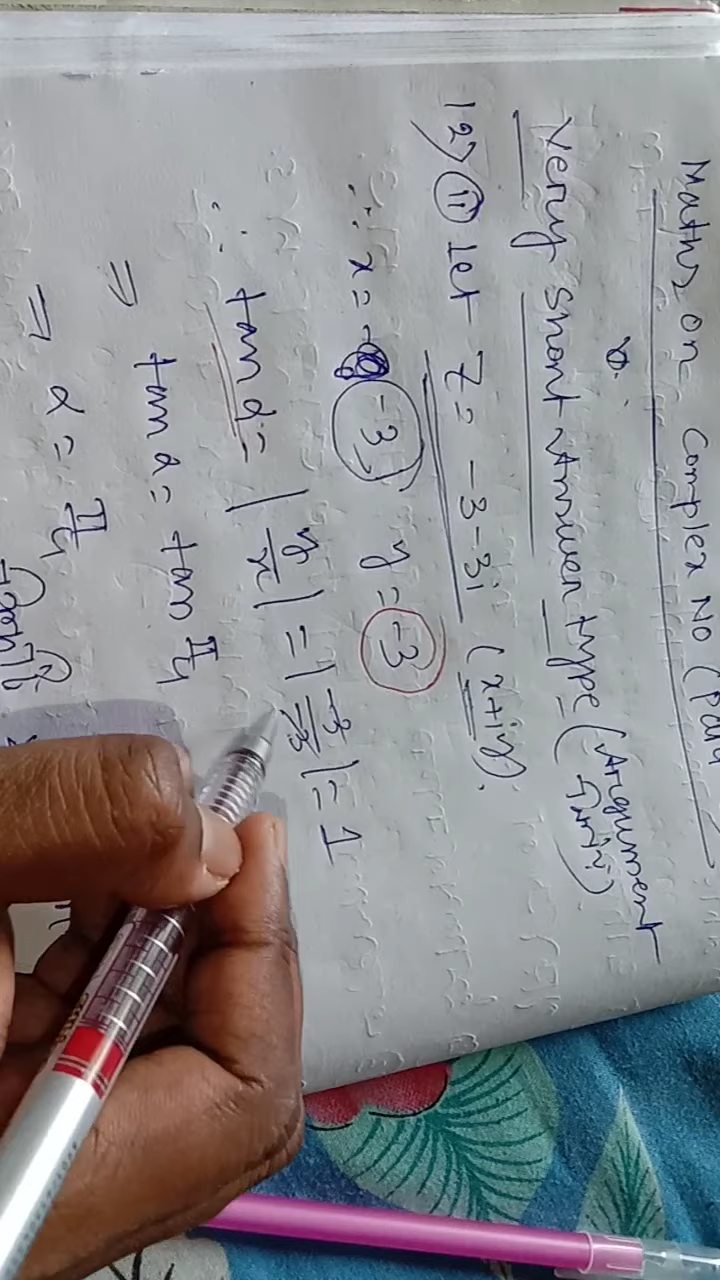 Maths on Complex No (Part
Very Short Answer type (Argument
12) (ii) Let z = -3-3i (x+iy).
∴ x = -3, y = -3
∴ tan α = |y/x| = |-3/-3| = 1
⇒ tan α = tan π/4
⇒ α = π/4